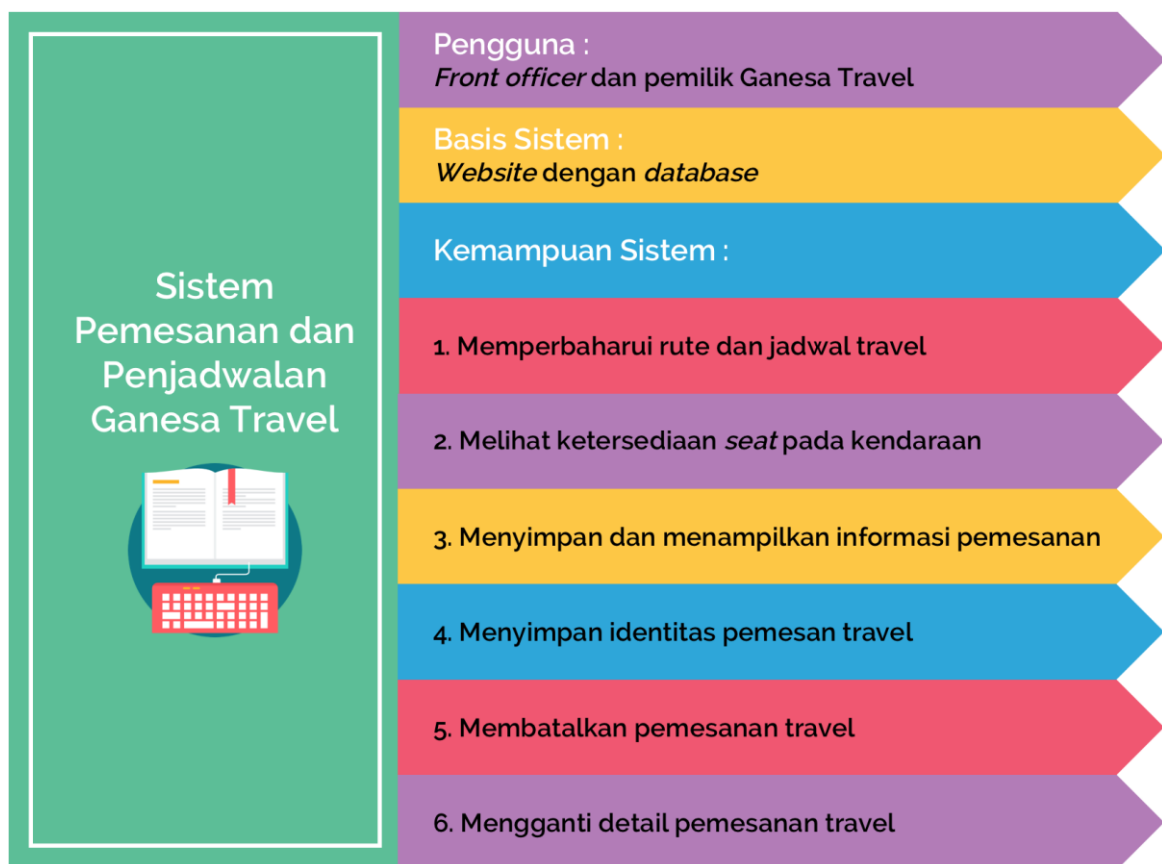 Sistem
Pemesanan dan
Penjadwalan
Ganesa Travel
Pengguna :
Front officer dan pemilik Ganesa Travel
Basis Sistem :
Website dengan database
Kemampuan Sistem :
1. Memperbaharui rute dan jadwal travel
2. Melihat ketersediaan seat pada kendaraan
3. Menyimpan dan menampilkan informasi pemesanan
4. Menyimpan identitas pemesan travel
5. Membatalkan pemesanan travel
6. Mengganti detail pemesanan travel